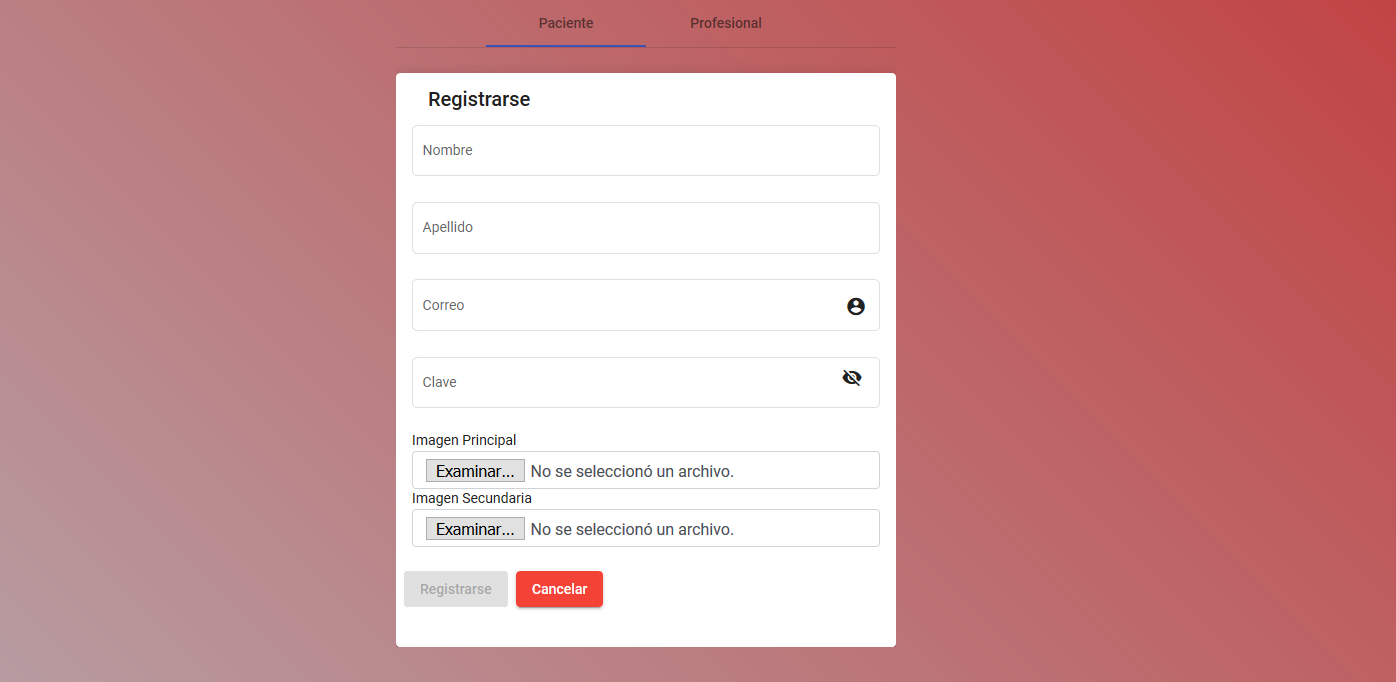 Paciente Profesional
Registrarse
Nombre
Apellido
Correo
Clave
Imagen Principal
Examinar... No se seleccionó un archivo.
Imagen Secundaria
Examinar... No se seleccionó un archivo.
Registrarse Cancelar